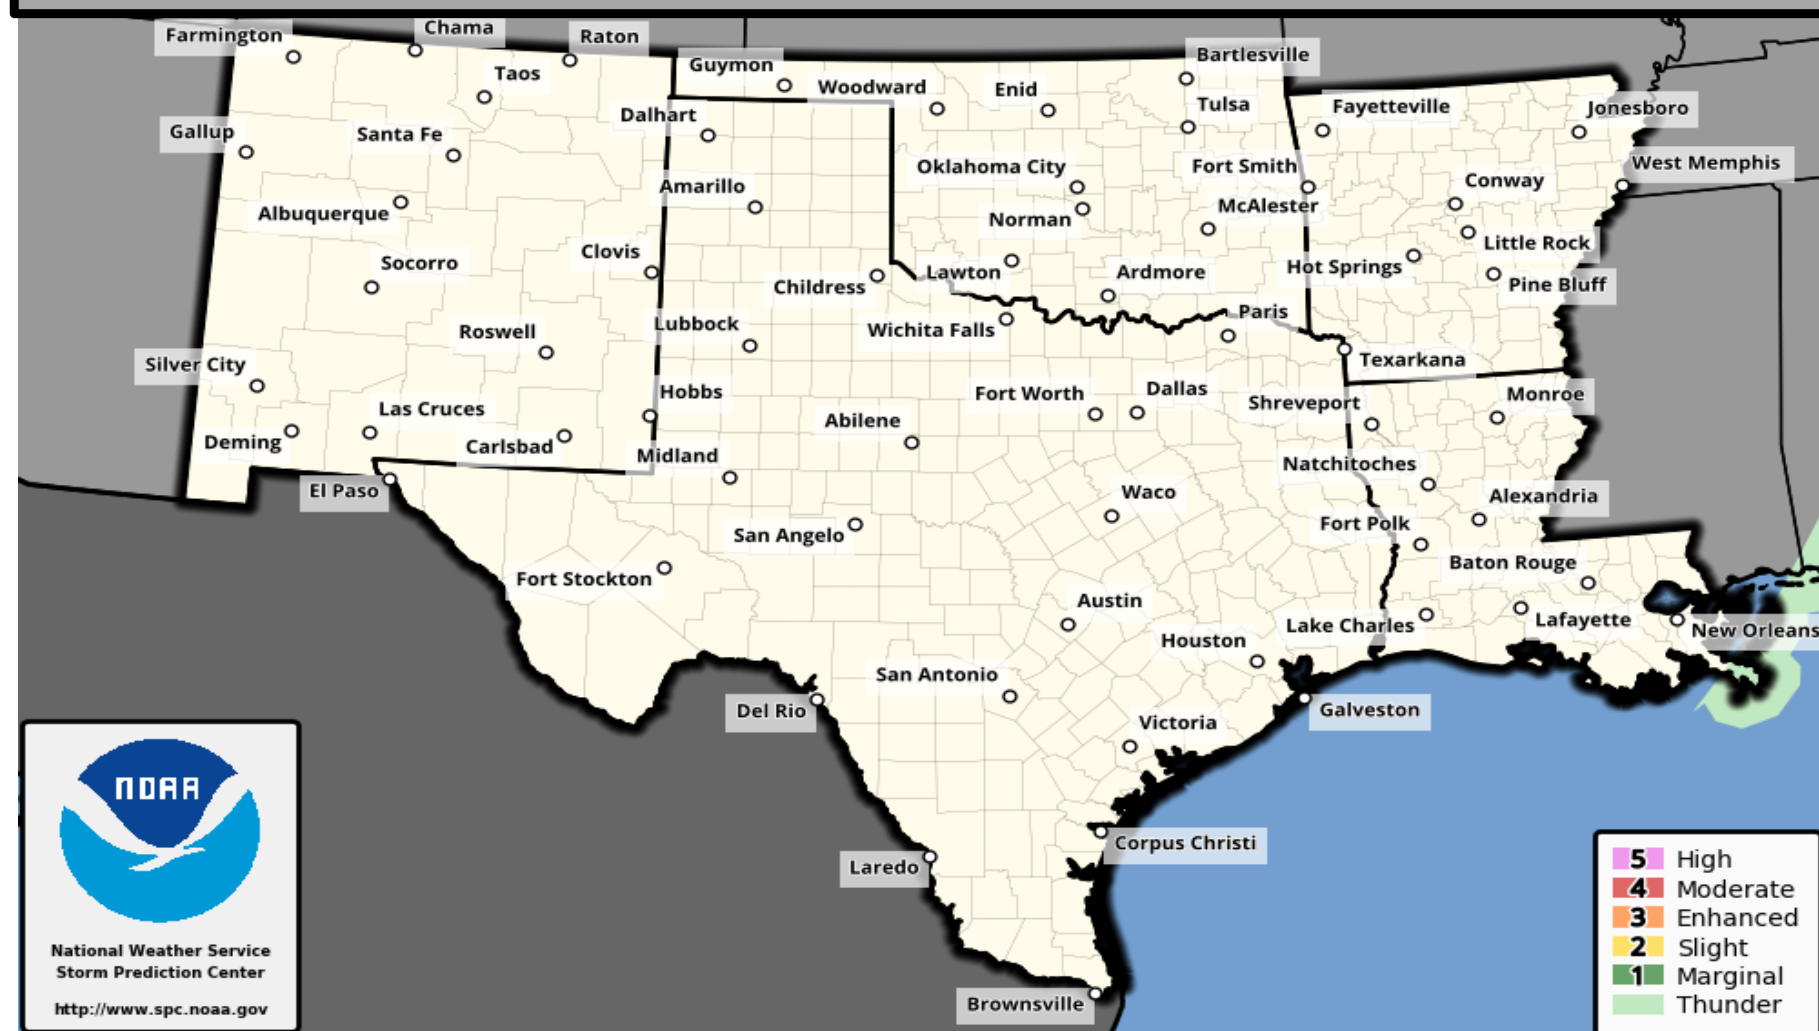 Farmington
Chama
Raton
Taos
Guymon
Woodward
Enid
Bartlesville
Tulsa
Fayetteville
Jonesboro
Gallup
Santa Fe
Dalhart
Oklahoma City
Fort Smith
West Memphis
Conway
Amarillo
Norman
McAlester
Albuquerque
Little Rock
Socorro
Clovis
Childress
Lawton
Ardmore
Hot Springs
Pine Bluff
Roswell
Lubbock
Wichita Falls
Paris
Texarkana
Silver City
Hobbs
Fort Worth
Dallas
Shreveport
Monroe
Las Cruces
Deming
Carlsbad
Midland
Abilene
Natchitoches
El Paso
Waco
Alexandria
San Angelo
Fort Polk
Fort Stockton
Baton Rouge
Austin
Lake Charles
Lafayette
New Orleans
Houston
San Antonio
Del Rio
Victoria
Galveston
Corpus Christi
Laredo
Brownsville
NOAA
National Weather Service
Storm Prediction Center
http://www.spc.noaa.gov
5 High
4 Moderate
3 Enhanced
2 Slight
1 Marginal
Thunder